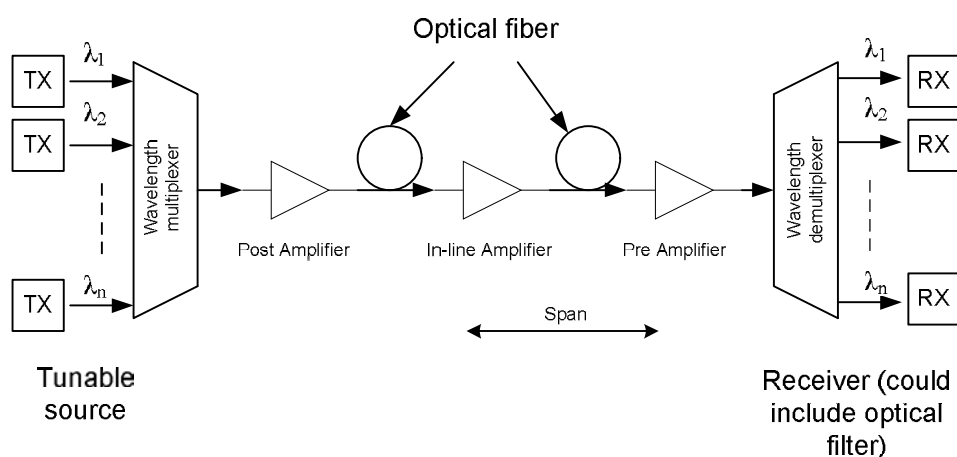 Optical fiber
TX
λ1
TX
λ2
TX
λn
Wavelength
multiplexer
Post Amplifier
In-line Amplifier
Pre Amplifier
Span
Wavelength
demultiplexer
λ1
RX
λ2
RX
λn
RX
Tunable
source
Receiver (could
include optical
filter)